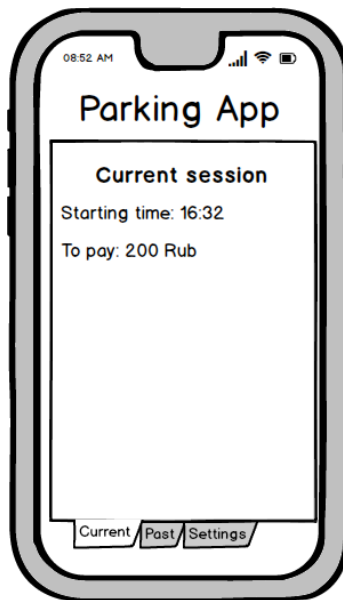 08:52 AM
Parking App
Current session
Starting time: 16:32
To pay: 200 Rub
Current Past Settings